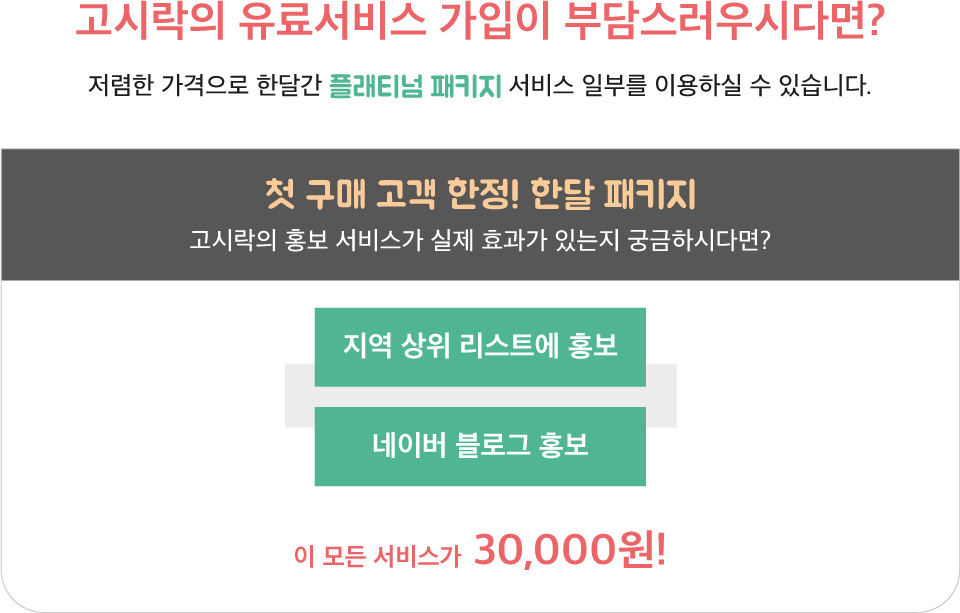 고시락의 유료서비스 가입이 부담스러우시다면?
저렴한 가격으로 한달간 플래티넘 패키지 서비스 일부를 이용하실 수 있습니다.
첫 구매 고객 한정! 한달 패키지
고시락의 홍보 서비스가 실제 효과가 있는지 궁금하시다면?
지역 상위 리스트에 홍보
네이버 블로그 홍보
이 모든 서비스가 30,000원!